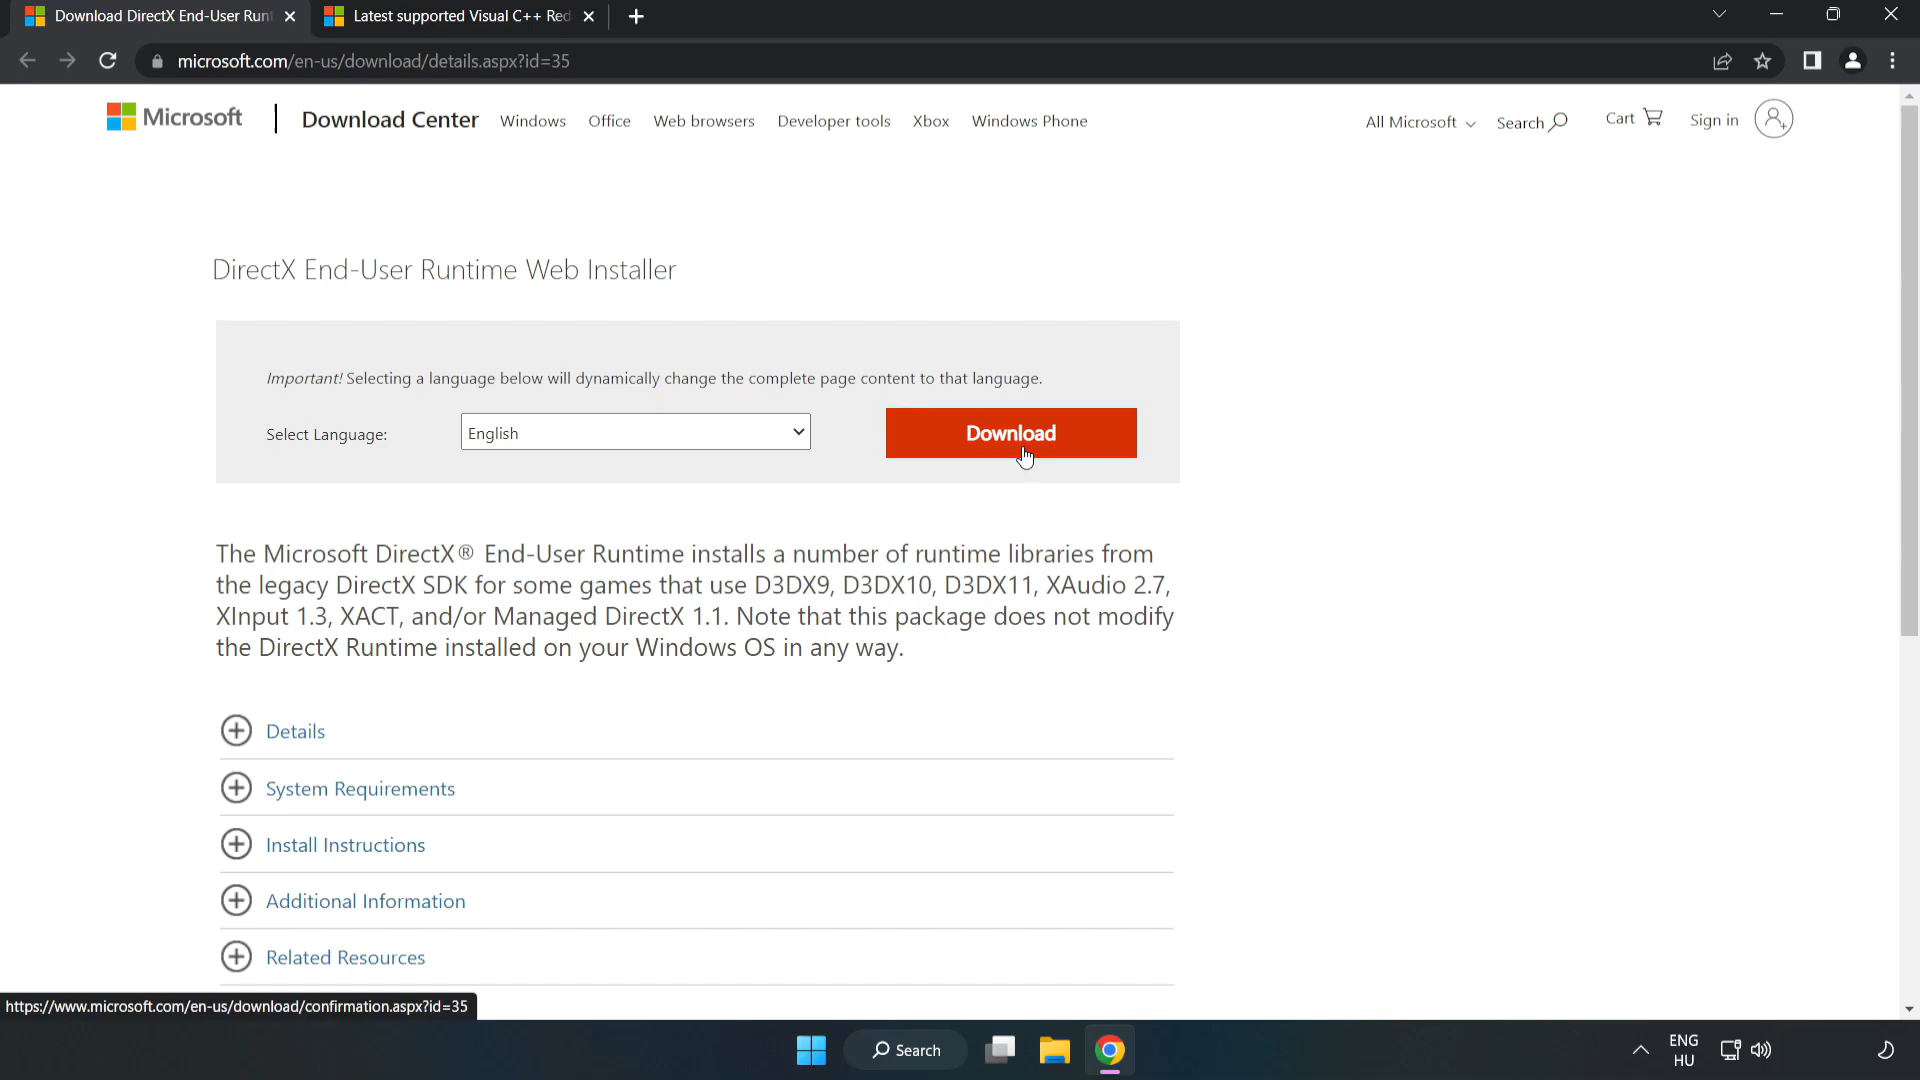 Download DirectX End-User Runt
Latest supported Visual C++ Red
microsoft.com/en-us/download/details.aspx?id=35
Microsoft
Download Center
Windows
Office
Web browsers
Developer tools
Xbox
Windows Phone
All Microsoft
Search
Cart
Sign in
DirectX End-User Runtime Web Installer
Important! Selecting a language below will dynamically change the complete page content to that language.
Select Language:
English
Download
The Microsoft DirectX® End-User Runtime installs a number of runtime libraries from
the legacy DirectX SDK for some games that use D3DX9, D3DX10, D3DX11, XAudio 2.7,
XInput 1.3, XACT, and/or Managed DirectX 1.1. Note that this package does not modify
the DirectX Runtime installed on your Windows OS in any way.
Details
System Requirements
Install Instructions
Additional Information
Related Resources
https://www.microsoft.com/en-us/download/confirmation.aspx?id=35
Search
ENG
HU